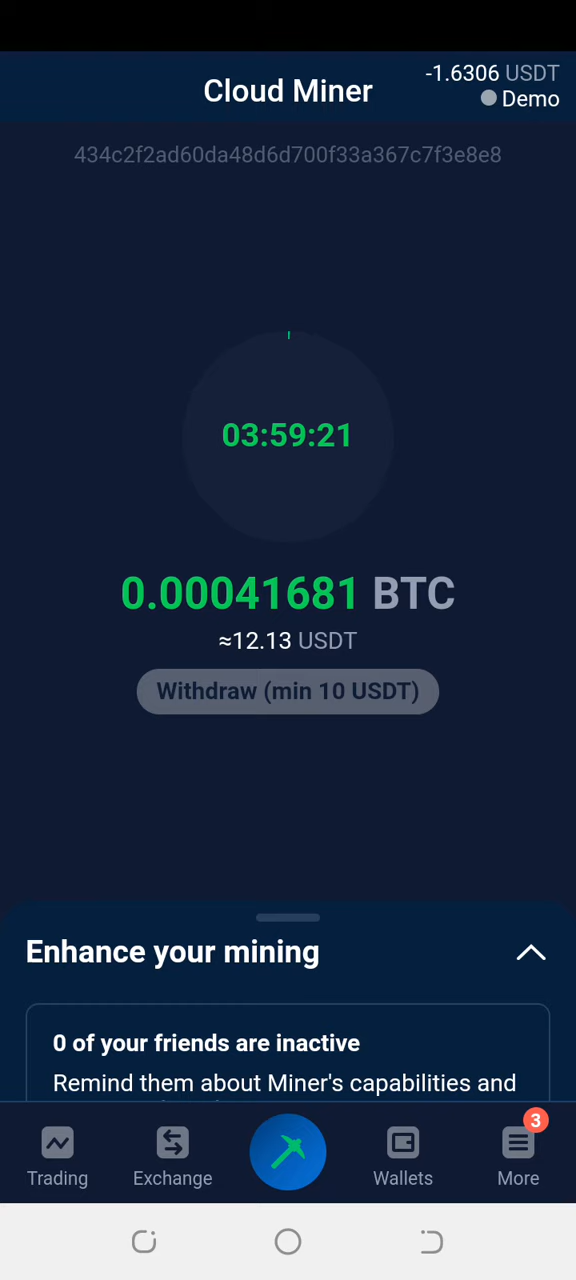 Cloud Miner
-1.6306 USDT
Demo
434c2f2ad60da48d6d700f33a367c7f3e8e8
03:59:21
0.00041681 BTC
≈12.13 USDT
Withdraw (min 10 USDT)
Enhance your mining
0 of your friends are inactive
Remind them about Miner's capabilities and
3
Trading
Exchange
Wallets
More